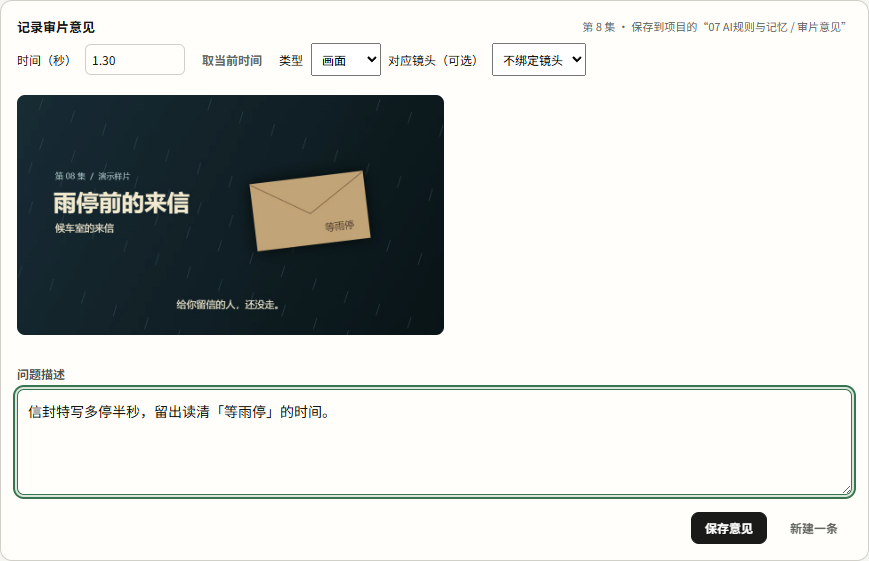 记录审片意见
第 8 集 · 保存到项目的“07 AI规则与记忆 / 审片意见”
时间（秒） 1.30 取当前时间 类型 画面 对应镜头（可选） 不绑定镜头
第 08 集 / 演示样片
雨停前的来信
候车室的来信
等雨停
给你留信的人，还没走。
问题描述
信封特写多停半秒，留出读清「等雨停」的时间。
保存意见 新建一条